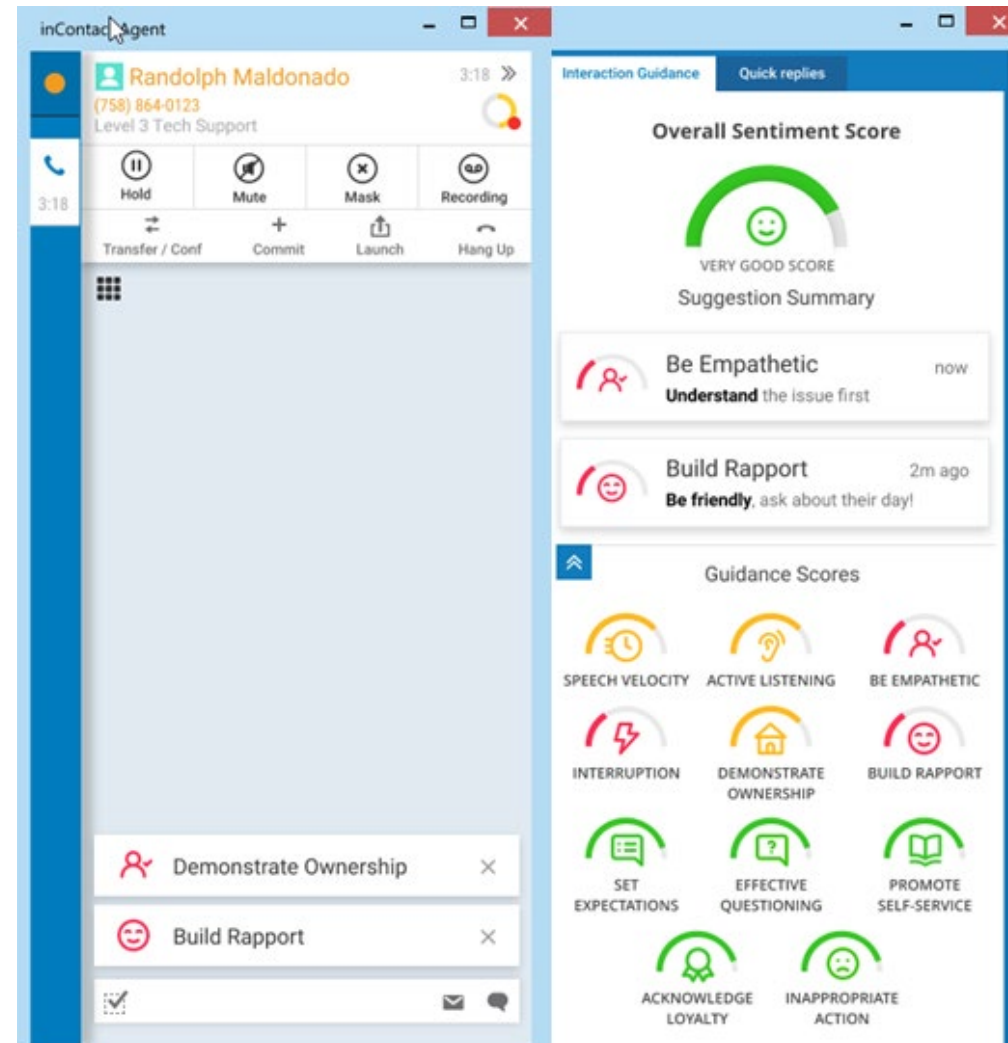 inContact Agent
Randolph Maldonado
3:18
(758) 864-0123
Level 3 Tech Support
3:18
Hold
Mute
Mask
Recording
Transfer / Conf
Commit
Launch
Hang Up
Demonstrate Ownership
Build Rapport
Interaction Guidance
Quick replies
Overall Sentiment Score
VERY GOOD SCORE
Suggestion Summary
Be Empathetic
now
Understand the issue first
Build Rapport
2m ago
Be friendly, ask about their day!
Guidance Scores
SPEECH VELOCITY
ACTIVE LISTENING
BE EMPATHETIC
INTERRUPTION
DEMONSTRATE
OWNERSHIP
BUILD RAPPORT
SET
EXPECTATIONS
EFFECTIVE
QUESTIONING
PROMOTE
SELF-SERVICE
ACKNOWLEDGE
LOYALTY
INAPPROPRIATE
ACTION